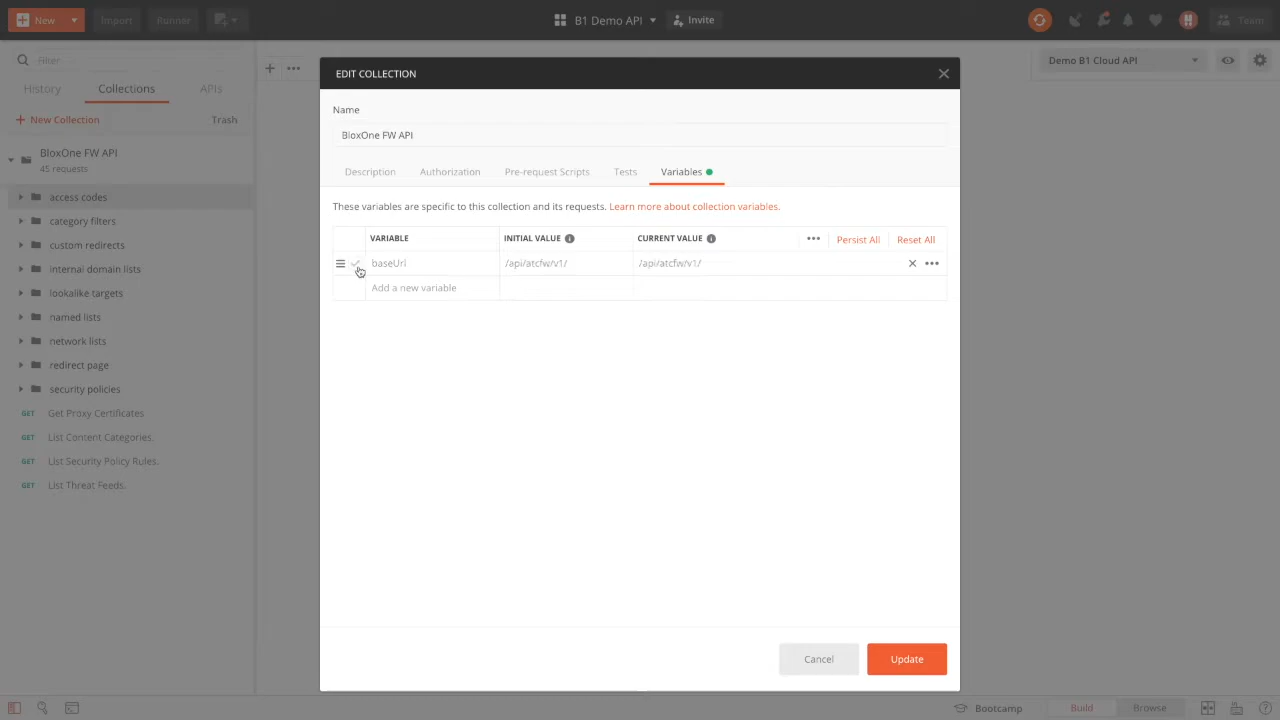 New
Import
Runner
B1 Demo API
Invite
Team
Filter
History
Collections
APIs
New Collection
Trash
BloxOne FW API
45 requests
access codes
category filters
custom redirects
internal domain lists
lookalike targets
named lists
network lists
redirect page
security policies
GET Get Proxy Certificates
GET List Content Categories.
GET List Security Policy Rules.
GET List Threat Feeds.
Demo B1 Cloud API
EDIT COLLECTION
Name
BloxOne FW API
Description
Authorization
Pre-request Scripts
Tests
Variables
These variables are specific to this collection and its requests. Learn more about collection variables.
VARIABLE
INITIAL VALUE
CURRENT VALUE
Persist All
Reset All
baseUrl
/api/atcfw/v1/
/api/atcfw/v1/
Add a new variable
Cancel
Update
Bootcamp
Build
Browse